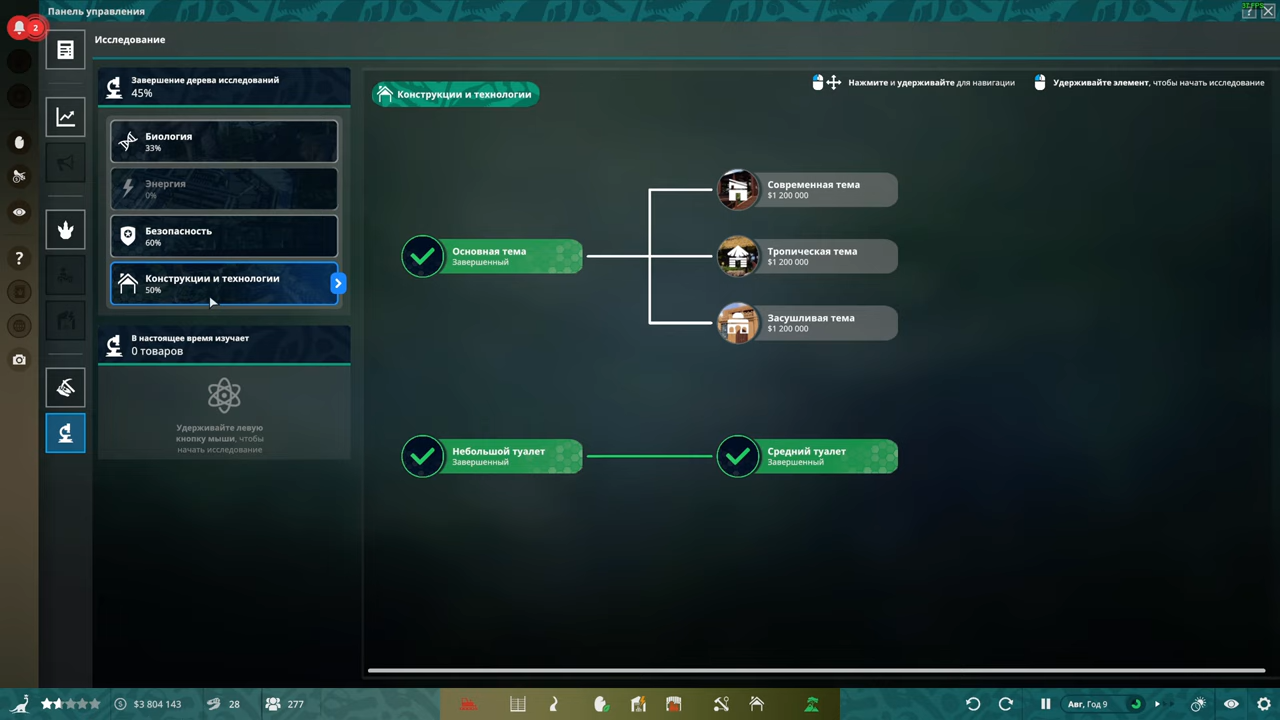 Панель управления
2
Исследование
Завершение дерева исследований
45%
Биология
33%
Энергия
0%
Безопасность
60%
Конструкции и технологии
50%
В настоящее время изучает
0 товаров
Удерживайте левую
кнопку мыши, чтобы
начать исследование
Конструкции и технологии
Нажмите и удерживайте для навигации
Удерживайте элемент, чтобы начать исследование
Основная тема
Завершенный
Современная тема
$1 200 000
Тропическая тема
$1 200 000
Засушливая тема
$1 200 000
Небольшой туалет
Завершенный
Средний туалет
Завершенный
$3 804 143
28
277
Авг, Год 9